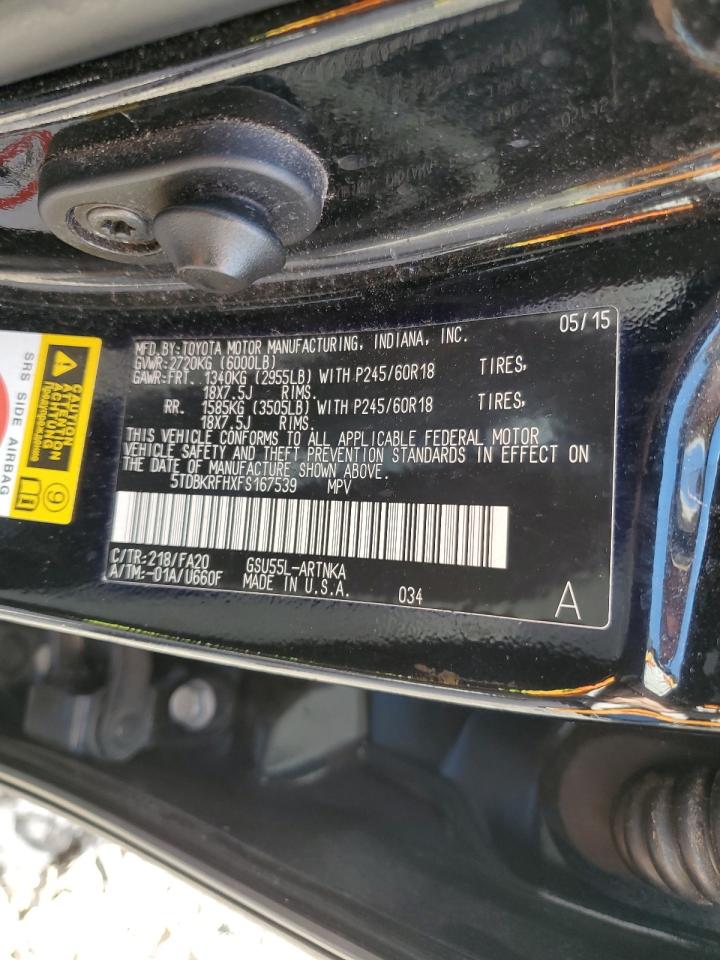 MFD.BY:TOYOTA MOTOR MANUFACTURING, INDIANA, INC. 05/15
GVWR:2720KG (6000LB)
GAWR:FRT. 1340KG (2955LB) WITH P245/60R18 TIRES,
18X7.5J RIMS.
RR. 1585KG (3505LB) WITH P245/60R18 TIRES,
18X7.5J RIMS.
THIS VEHICLE CONFORMS TO ALL APPLICABLE FEDERAL MOTOR
VEHICLE SAFETY AND THEFT PREVENTION STANDARDS IN EFFECT ON
THE DATE OF MANUFACTURE SHOWN ABOVE.
5TDBKRFHXFS167539 MPV
C/TR:218/FA20 GSU55L-ARTNKA
A/TM:-01A/U660F MADE IN U.S.A. 034 A
SRS SIDE AIRBAG
CAUTION
ATTENTION
9